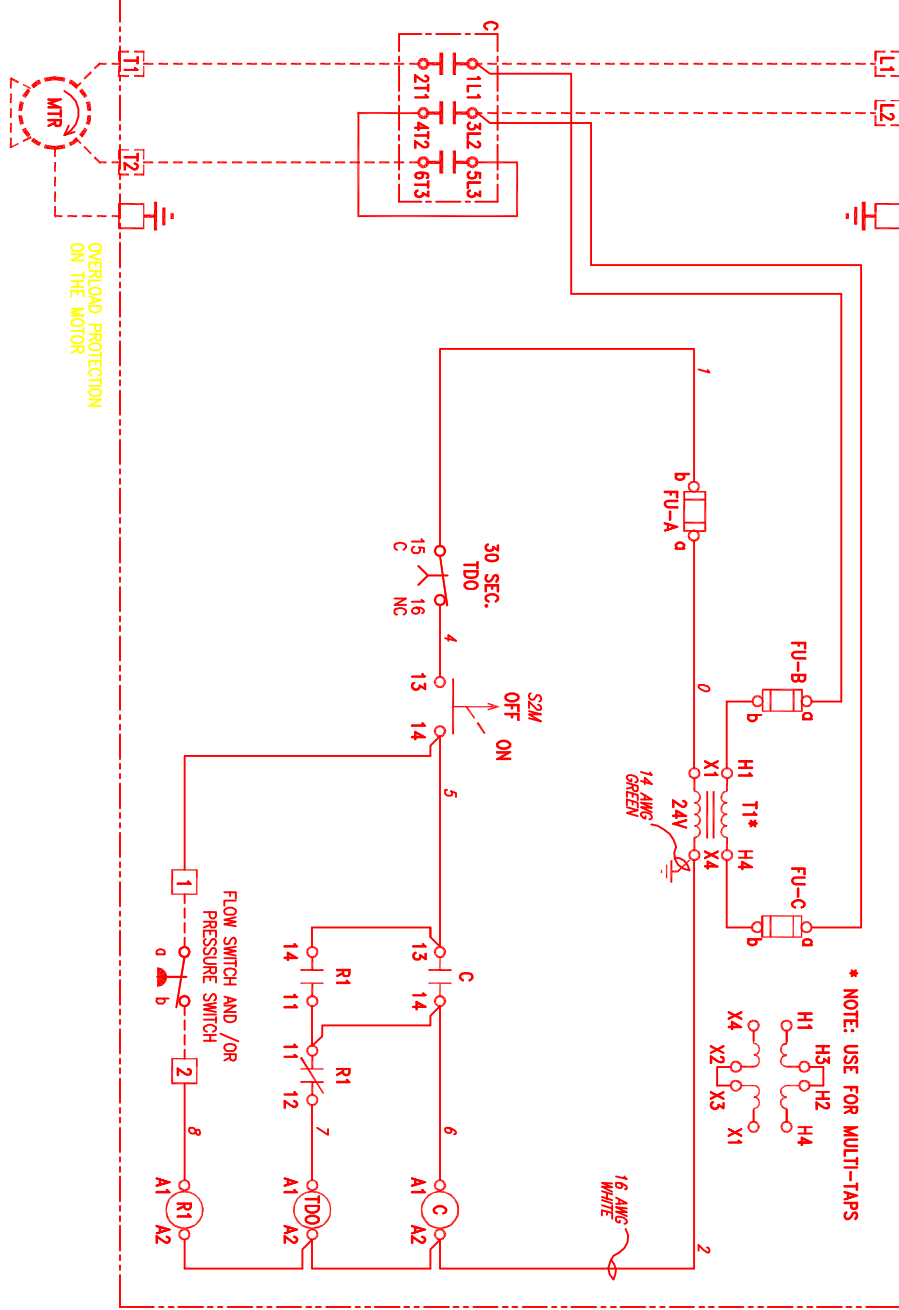 L1
L2
C
1L1
3L2
5L3
2T1
4T2
6T3
T1
T2
MTR
OVERLOAD PROTECTION
ON THE MOTOR
1
b
FU-A
a
0
FU-B
a
b
H1
T1*
H4
X1
24V
X4
14 AWG
GREEN
FU-C
a
b
* NOTE: USE FOR MULTI-TAPS
H1
H3
H2
H4
X4
X2
X3
X1
30 SEC.
TDO
15
C
16
NC
4
13
14
S2M
OFF
ON
5
13
C
14
6
A1
C
A2
16 AWG
WHITE
2
14
R1
11
11
R1
12
7
A1
TDO
A2
FLOW SWITCH AND /OR
PRESSURE SWITCH
1
a
b
2
8
A1
R1
A2